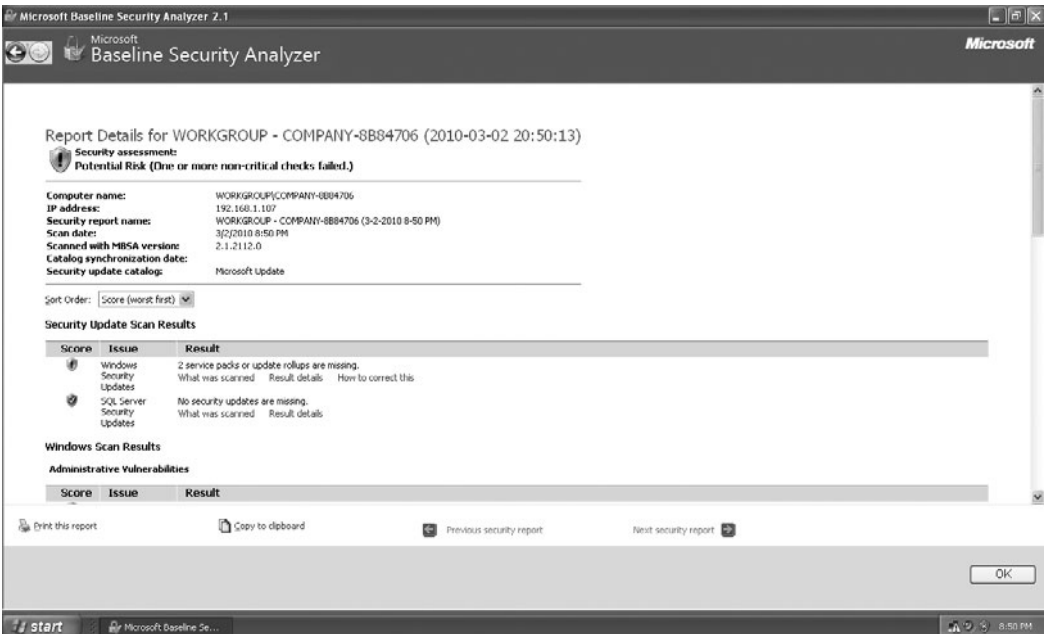 Microsoft Baseline Security Analyzer 2.1
Microsoft
Baseline Security Analyzer
Microsoft
Report Details for WORKGROUP - COMPANY-8B84706 (2010-03-02 20:50:13)
Security assessment:
Potential Risk (One or more non-critical checks failed.)
Computer name: WORKGROUP\COMPANY-8B84706
IP address: 192.168.1.107
Security report name: WORKGROUP - COMPANY-8B84706 (3-2-2010 8-50 PM)
Scan date: 3/2/2010 8:50 PM
Scanned with MBSA version: 2.1.2112.0
Catalog synchronization date:
Security update catalog: Microsoft Update
Sort Order: Score (worst first)
Security Update Scan Results
Score Issue Result
Windows Security Updates 2 service packs or update rollups are missing.
What was scanned Result details How to correct this
SQL Server Security Updates No security updates are missing.
What was scanned Result details
Windows Scan Results
Administrative Vulnerabilities
Score Issue Result
Print this report Copy to clipboard Previous security report Next security report
OK
start Microsoft Baseline Se... 8:50 PM